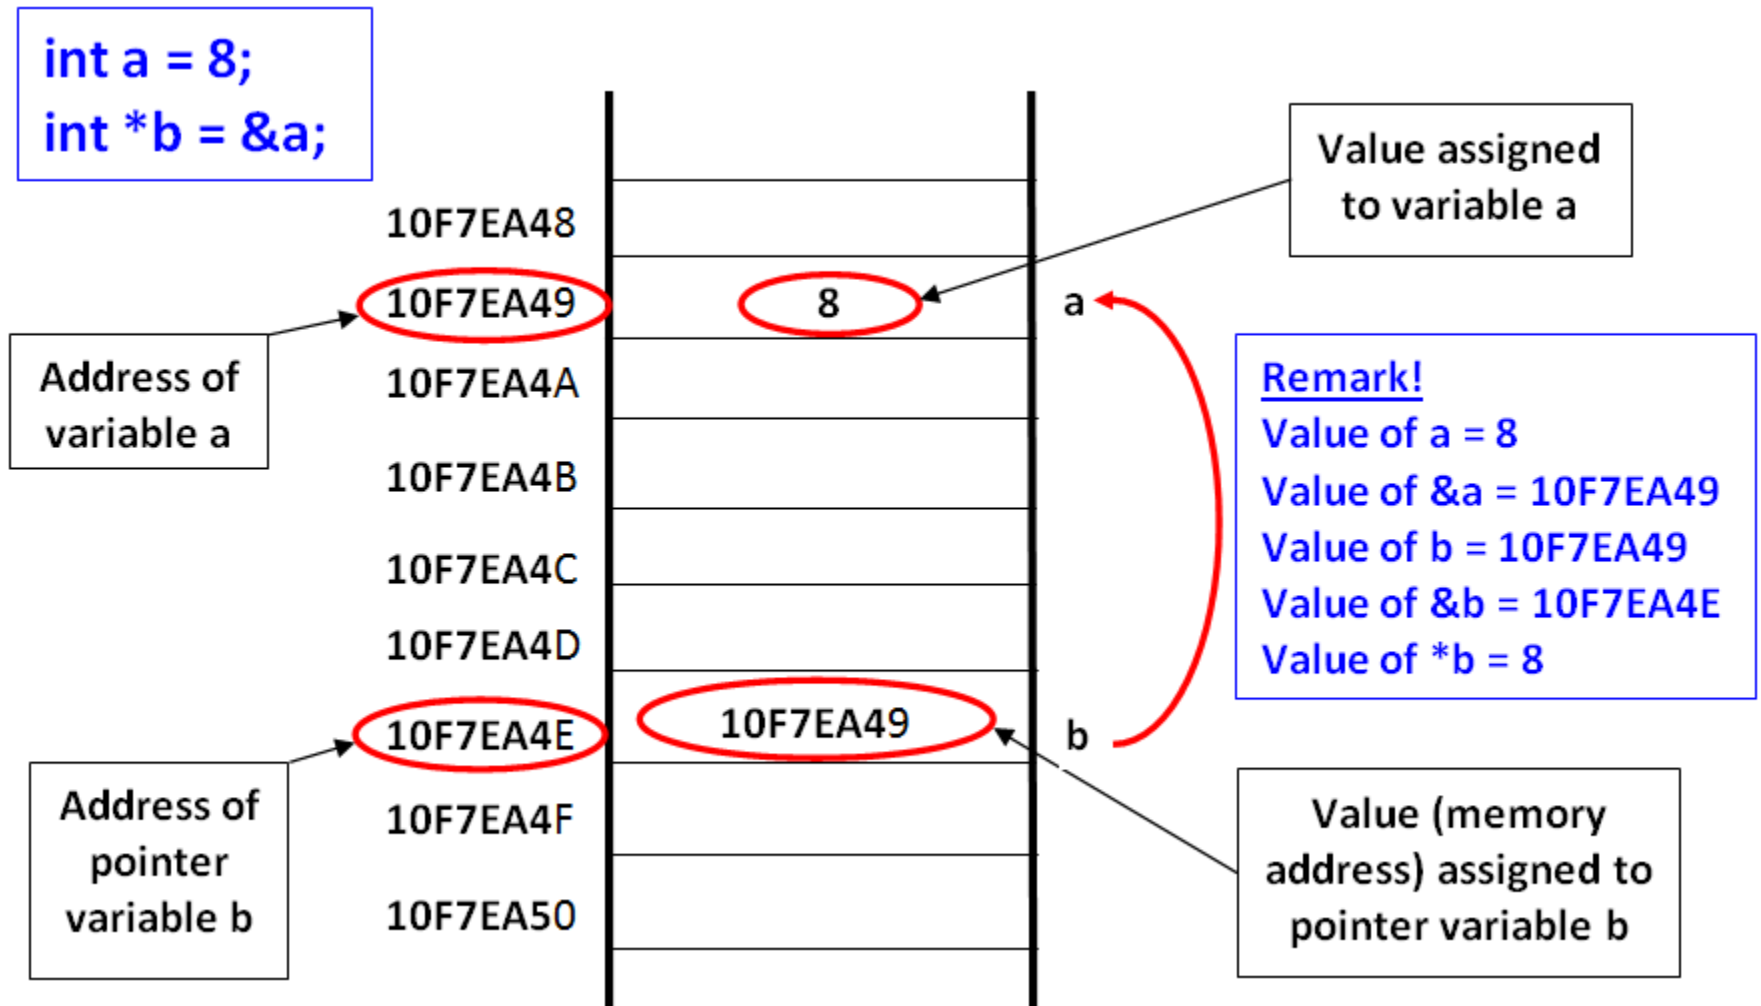 int a = 8;
int *b = &a;
Value assigned
to variable a
10F7EA48
10F7EA49
8
a
Address of
variable a
10F7EA4A
10F7EA4B
10F7EA4C
10F7EA4D
10F7EA4E
10F7EA49
b
Remark!
Value of a = 8
Value of &a = 10F7EA49
Value of b = 10F7EA49
Value of &b = 10F7EA4E
Value of *b = 8
Address of
pointer
variable b
10F7EA4F
10F7EA50
Value (memory
address) assigned to
pointer variable b